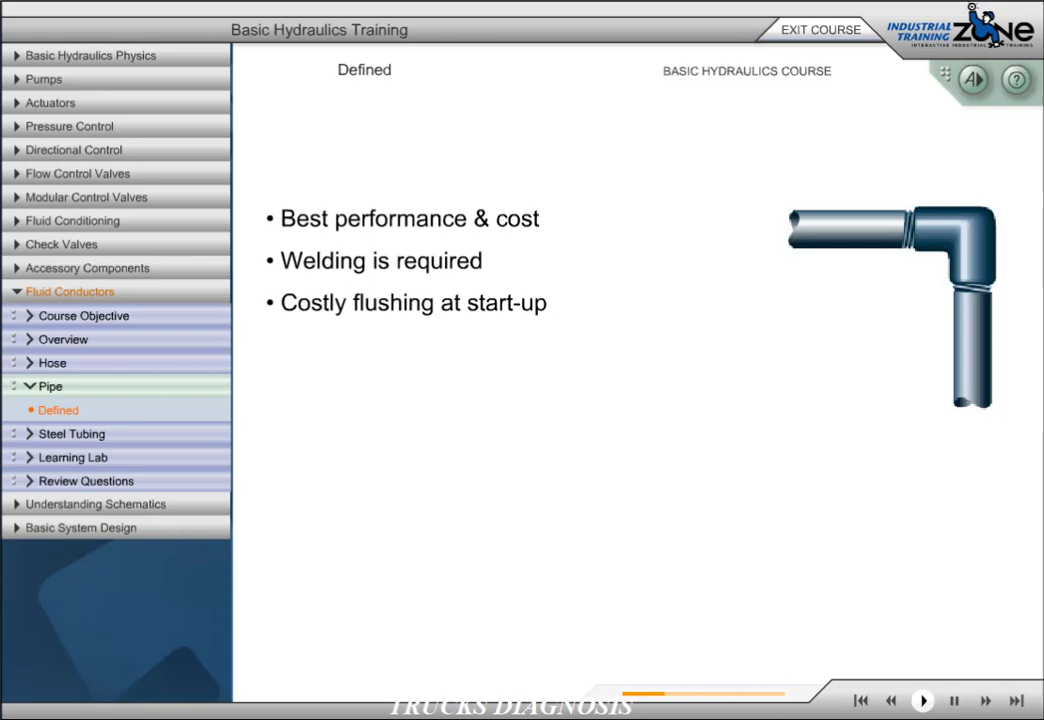 Basic Hydraulics Training
EXIT COURSE
INDUSTRIAL
TRAINING
ZONE
INTERACTIVE INDUSTRIAL TRAINING
Defined
BASIC HYDRAULICS COURSE
A
?
Basic Hydraulics Physics
Pumps
Actuators
Pressure Control
Directional Control
Flow Control Valves
Modular Control Valves
Fluid Conditioning
Check Valves
Accessory Components
Fluid Conductors
Course Objective
Overview
Hose
Pipe
• Defined
Steel Tubing
Learning Lab
Review Questions
Understanding Schematics
Basic System Design
• Best performance & cost
• Welding is required
• Costly flushing at start-up
TRUCKS DIAGNOSIS